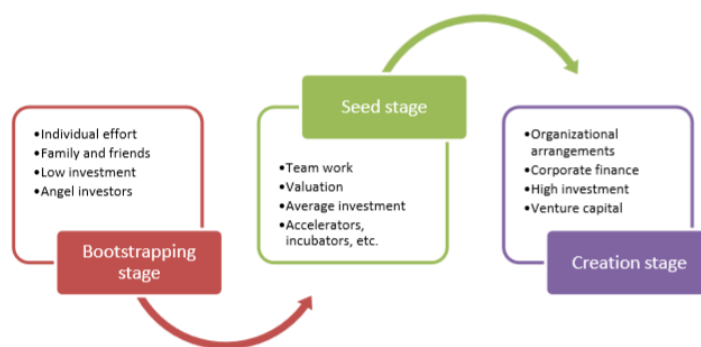 •Individual effort
•Family and friends
•Low investment
•Angel investors
Bootstrapping
stage
Seed stage
•Team work
•Valuation
•Average investment
•Accelerators,
incubators, etc.
•Organizational
arrangements
•Corporate finance
•High investment
•Venture capital
Creation stage